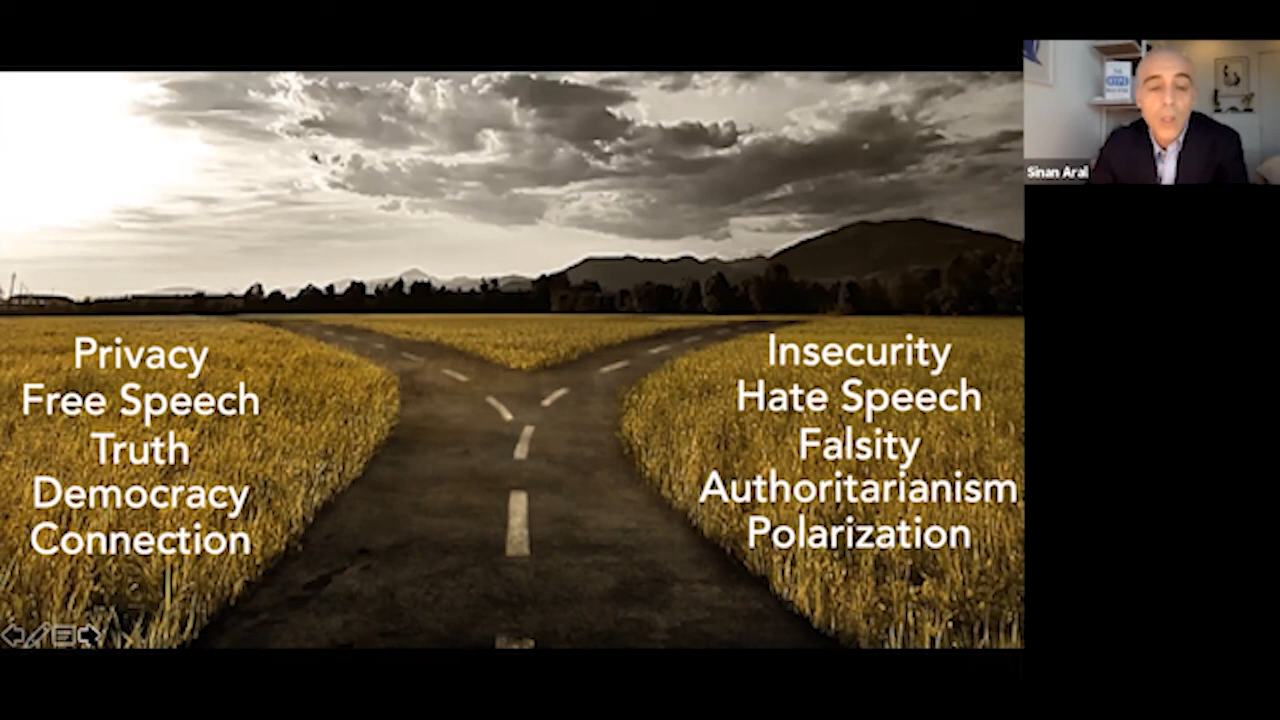 Privacy
Free Speech
Truth
Democracy
Connection
Insecurity
Hate Speech
Falsity
Authoritarianism
Polarization
Sinan Aral